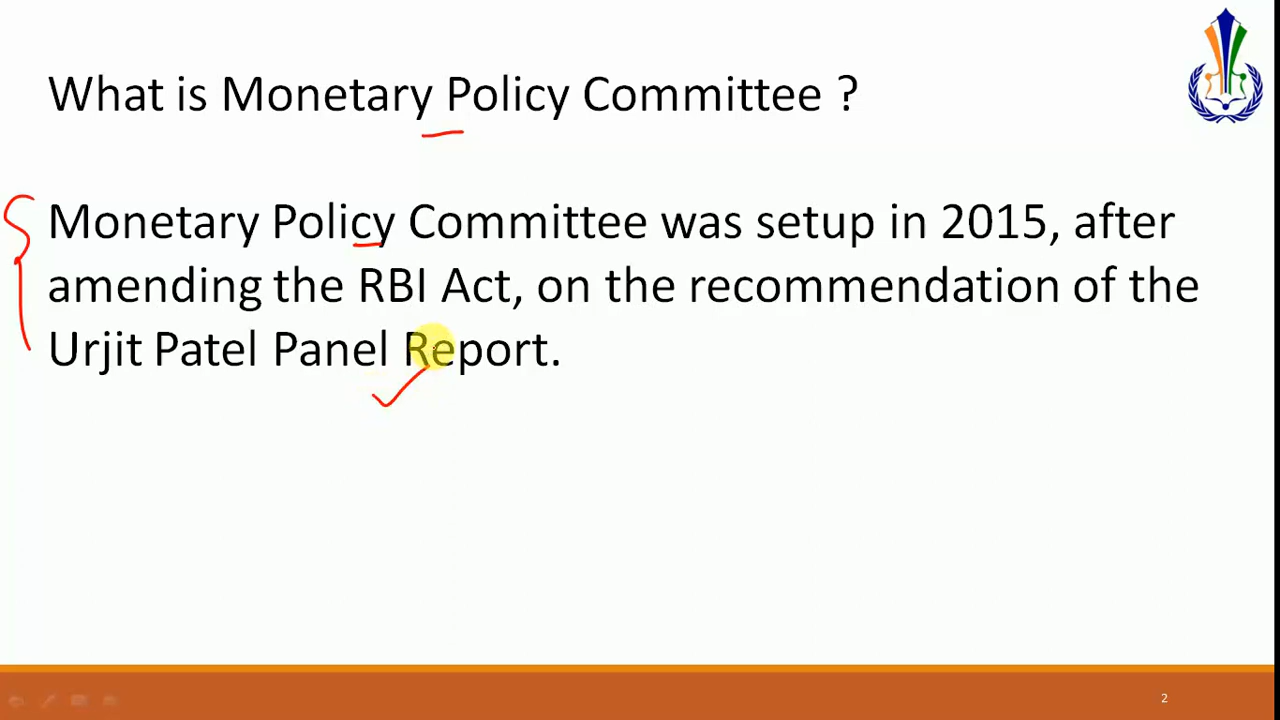 What is Monetary Policy Committee ?
Monetary Policy Committee was setup in 2015, after
amending the RBI Act, on the recommendation of the
Urjit Patel Panel Report.
2